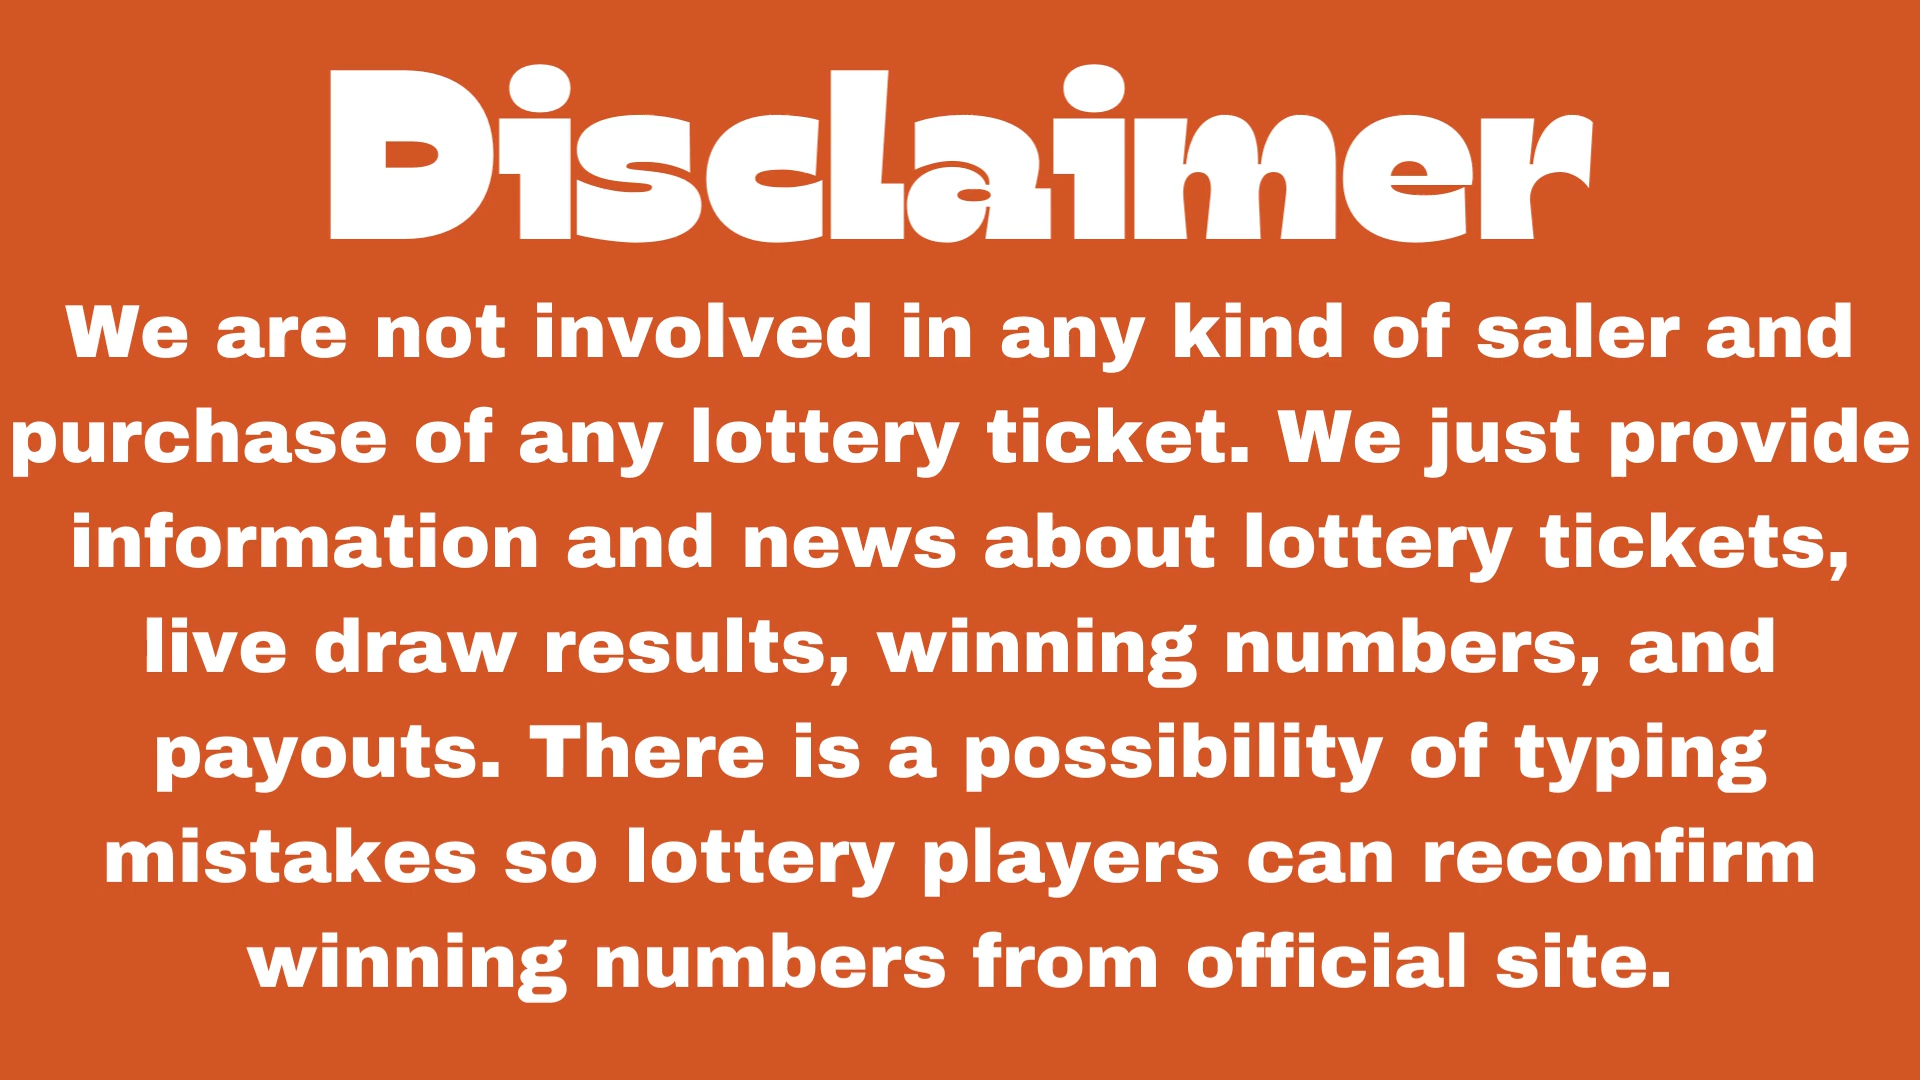 Disclaimer
We are not involved in any kind of saler and
purchase of any lottery ticket. We just provide
information and news about lottery tickets,
live draw results, winning numbers, and
payouts. There is a possibility of typing
mistakes so lottery players can reconfirm
winning numbers from official site.